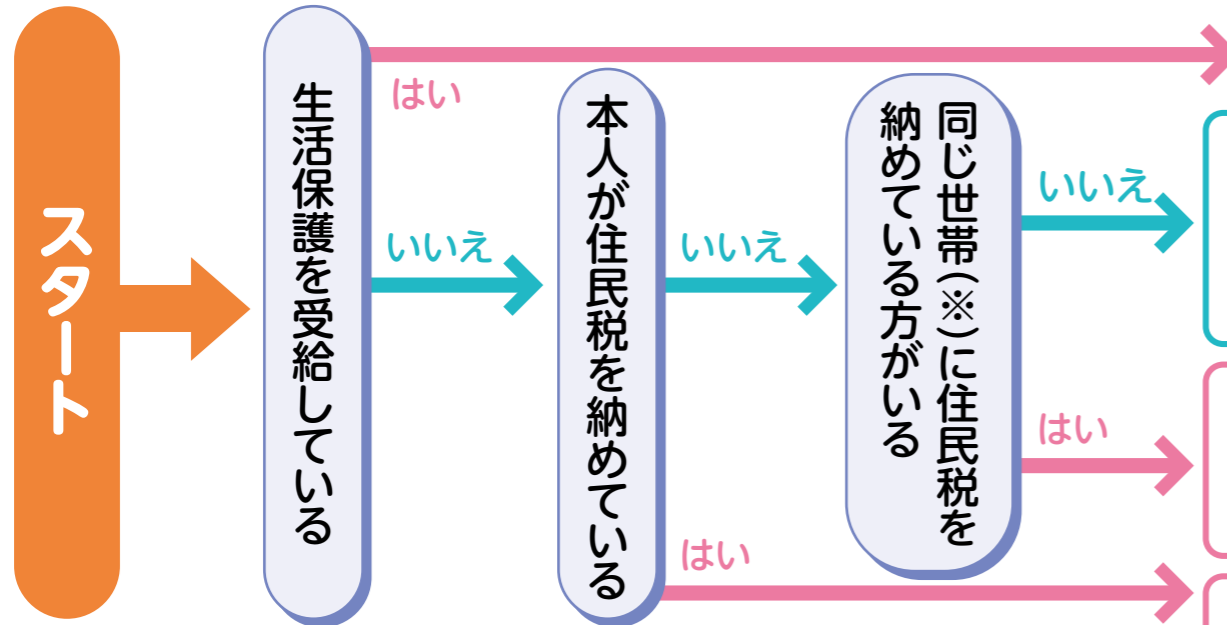 スタート
生活保護を受給している
はい
いいえ
本人が住民税を納めている
いいえ
はい
同じ世帯(※)に住民税を
納めている方がいる
いいえ
はい